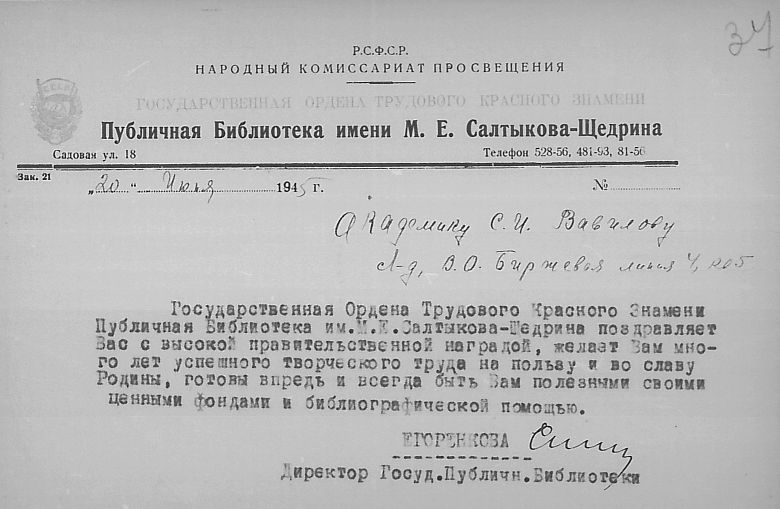 34
Р.С.Ф.С.Р.
НАРОДНЫЙ КОМИССАРИАТ ПРОСВЕЩЕНИЯ
СССР
ГОСУДАРСТВЕННАЯ ОРДЕНА ТРУДОВОГО КРАСНОГО ЗНАМЕНИ
Публичная Библиотека имени М. Е. Салтыкова-Щедрина
Садовая ул. 18 Телефон 528-56, 481-93, 81-56
Зак. 21
„20“ Июля 1945 г. №
Академику С.И. Вавилову
Л-д, В.О. Биржевая линия 4,
Государственная Ордена Трудового Красного Знамени
Публичная Библиотека им.М.Е.Салтыкова-Щедрина поздравляет
Вас с высокой правительственной наградой, желает Вам мно-
го лет успешного творческого труда на пользу и во славу
Родины, готовы впредь и всегда быть Вам полезными своими
ценными фондами и библиографической помощью.
ЕГОРЕНКОВА
Директор Госуд.Публичн.Библиотеки